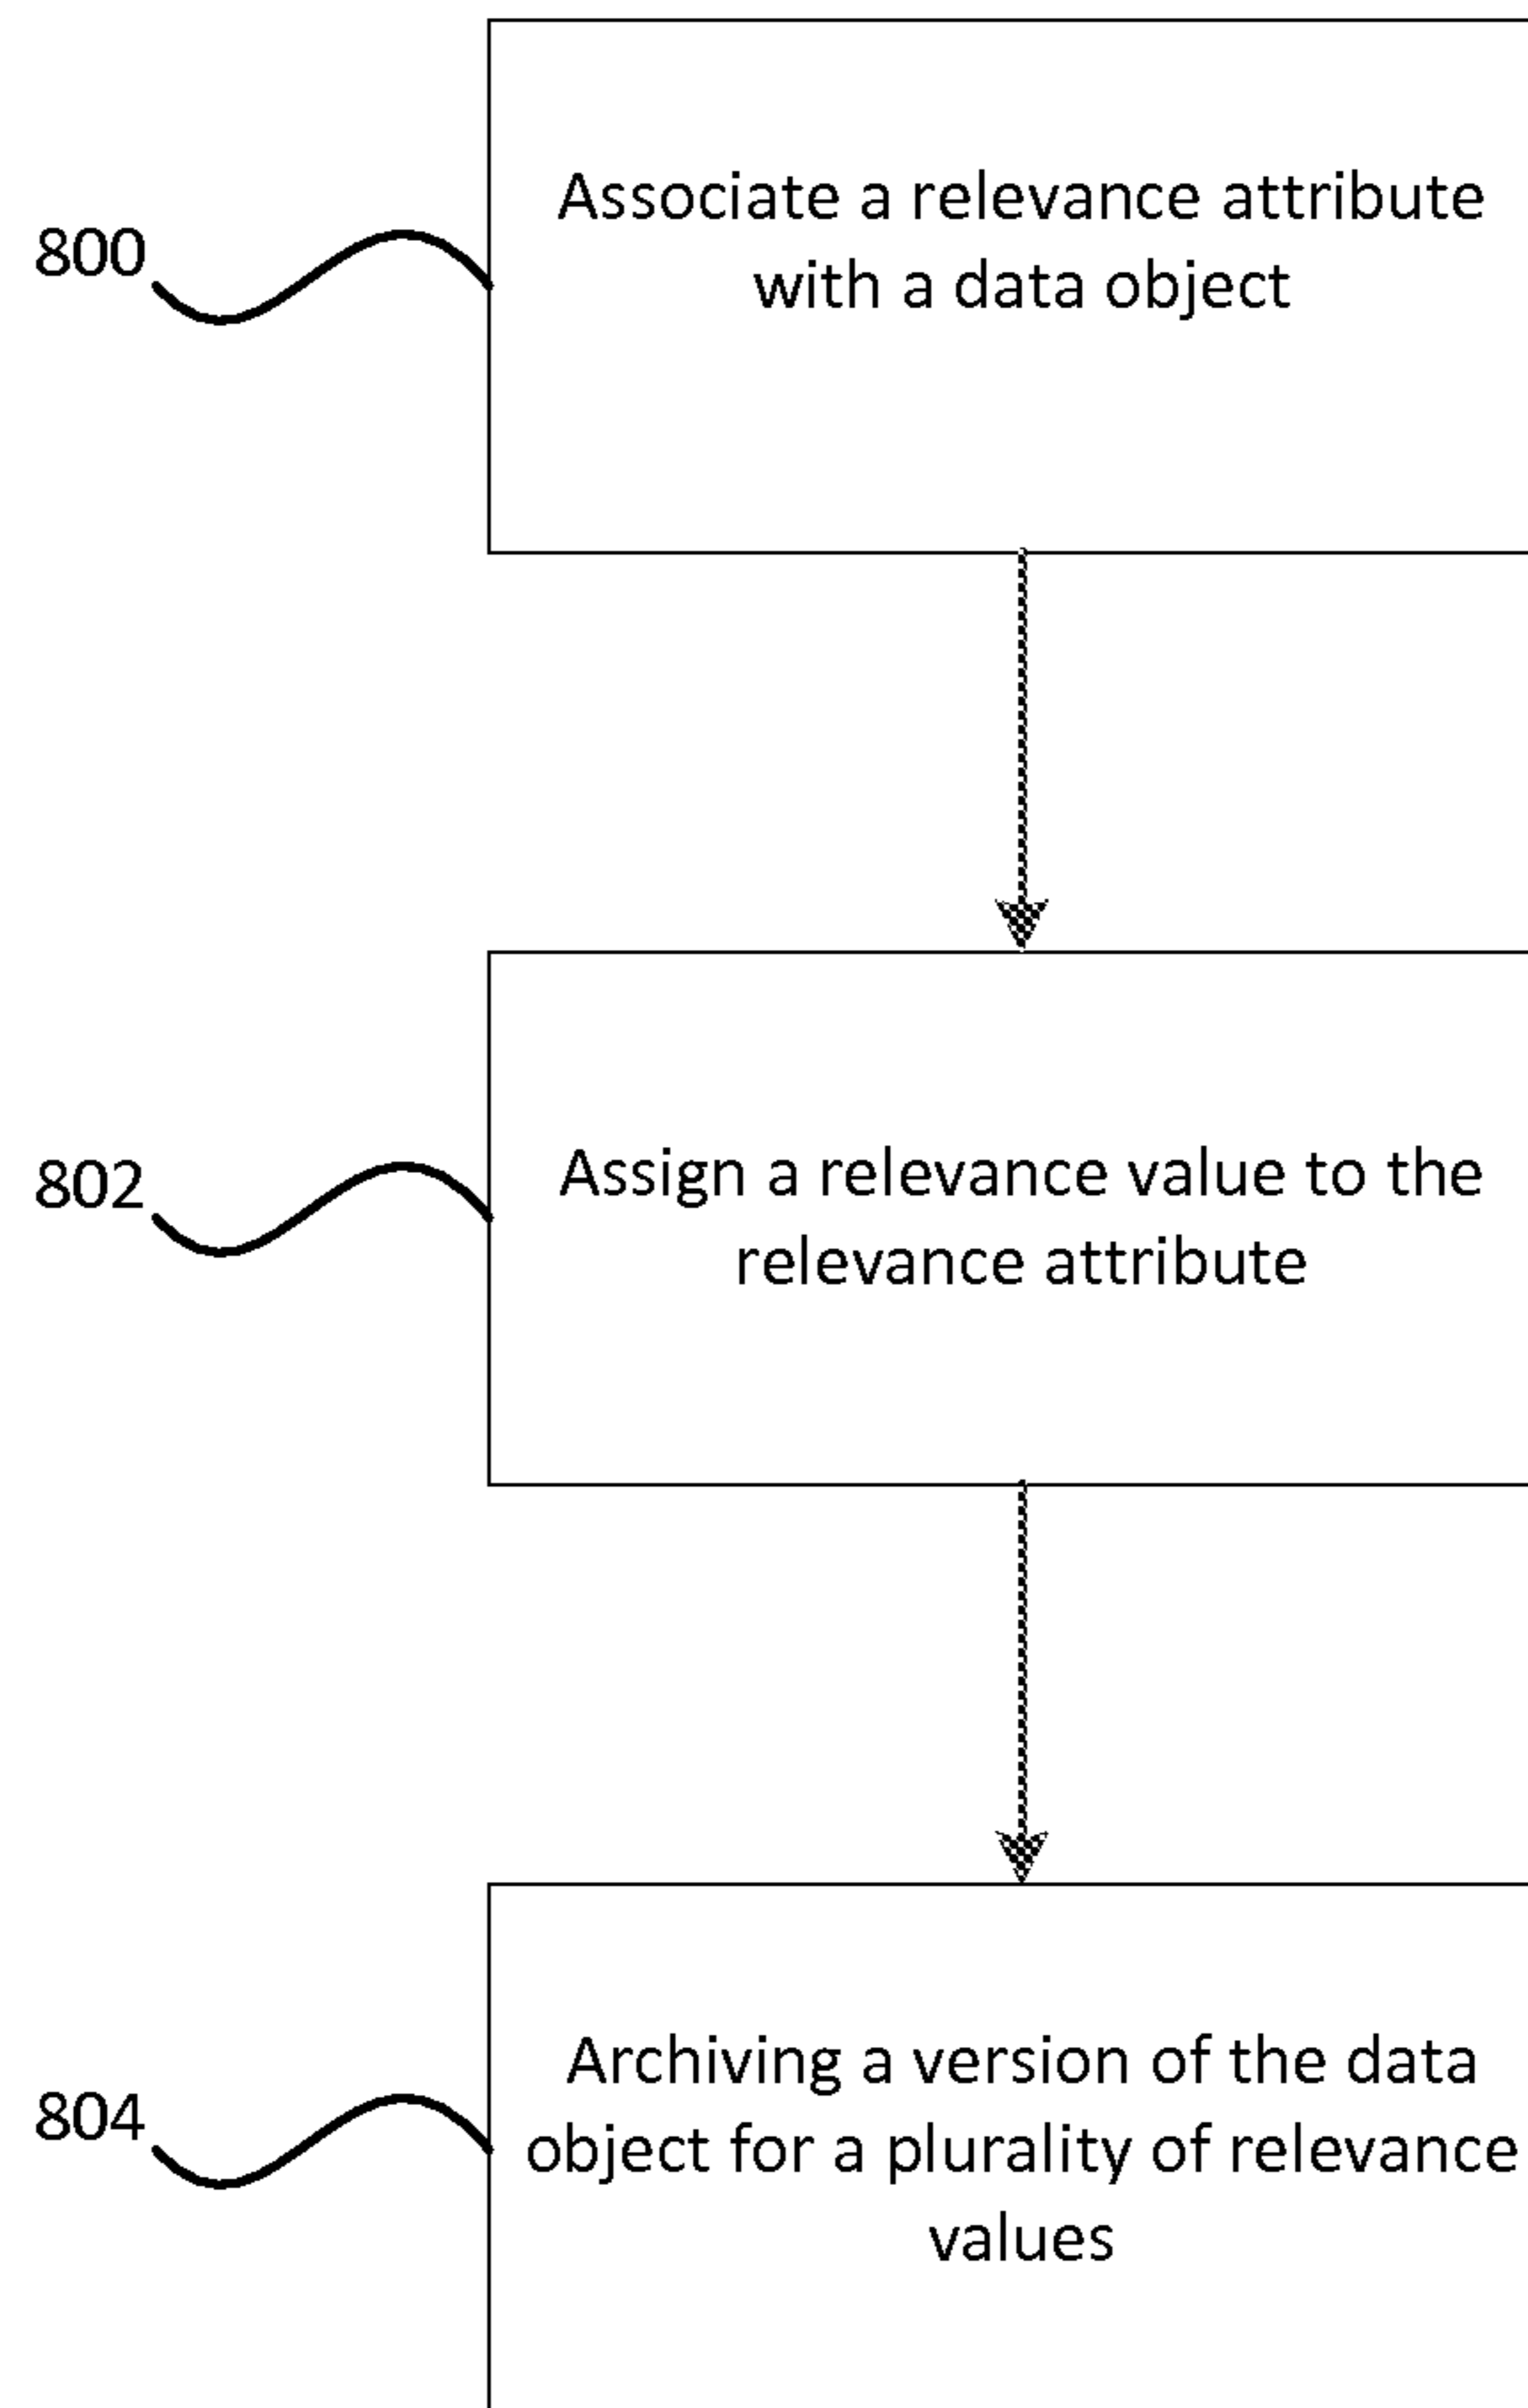 800
Associate a relevance attribute
with a data object
802
Assign a relevance value to the
relevance attribute
804
Archiving a version of the data
object for a plurality of relevance
values